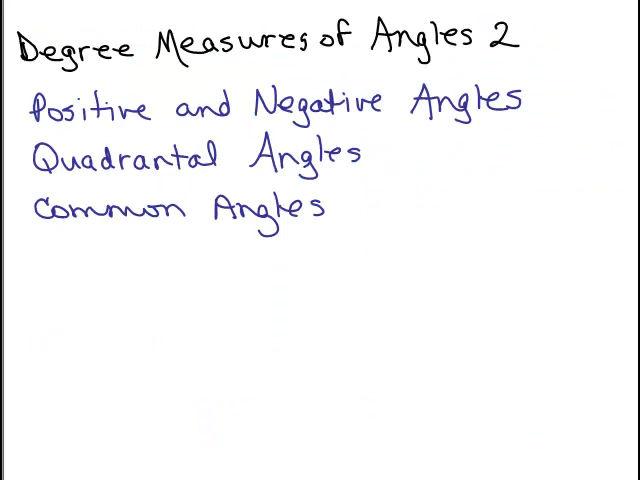 Degree Measures of Angles 2
Positive and Negative Angles
Quadrantal Angles
Common Angles